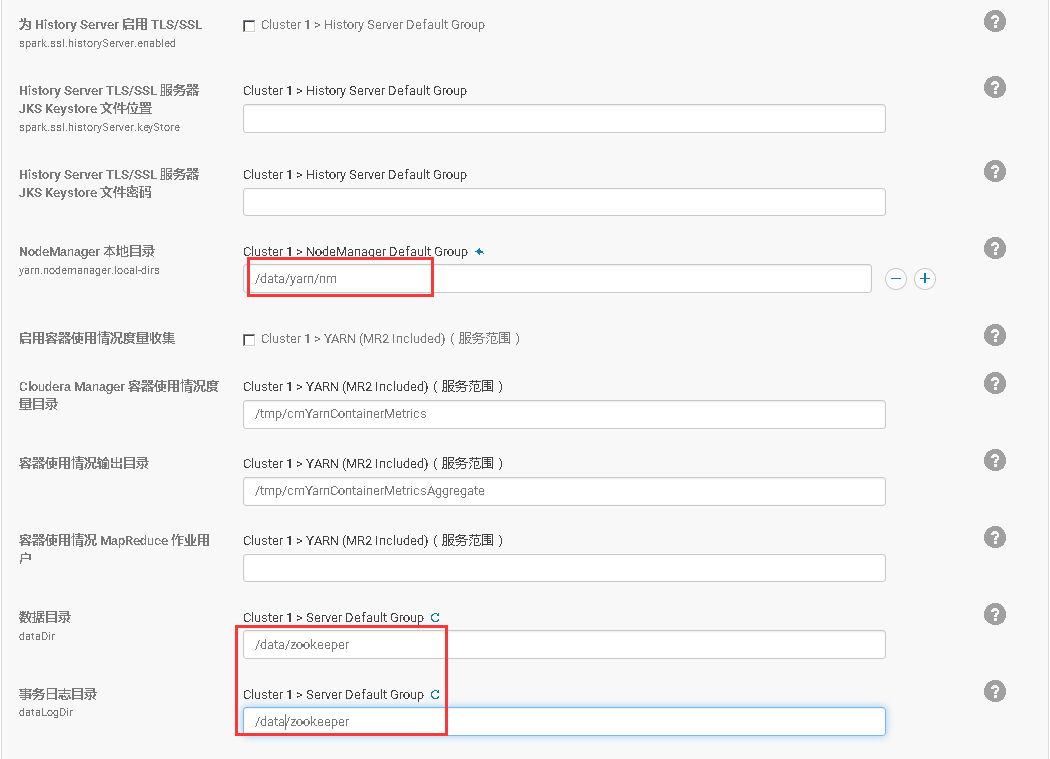 为 History Server 启用 TLS/SSL
spark.ssl.historyServer.enabled
Cluster 1 > History Server Default Group
?
History Server TLS/SSL 服务器
JKS Keystore 文件位置
spark.ssl.historyServer.keyStore
Cluster 1 > History Server Default Group
?
History Server TLS/SSL 服务器
JKS Keystore 文件密码
Cluster 1 > History Server Default Group
?
NodeManager 本地目录
yarn.nodemanager.local-dirs
Cluster 1 > NodeManager Default Group
/data/yarn/nm
?
启用容器使用情况度量收集
Cluster 1 > YARN (MR2 Included)（服务范围）
?
Cloudera Manager 容器使用情况度
量目录
Cluster 1 > YARN (MR2 Included)（服务范围）
/tmp/cmYarnContainerMetrics
?
容器使用情况输出目录
Cluster 1 > YARN (MR2 Included)（服务范围）
/tmp/cmYarnContainerMetricsAggregate
?
容器使用情况 MapReduce 作业用
户
Cluster 1 > YARN (MR2 Included)（服务范围）
?
数据目录
dataDir
Cluster 1 > Server Default Group
/data/zookeeper
?
事务日志目录
dataLogDir
Cluster 1 > Server Default Group
/data/zookeeper
?